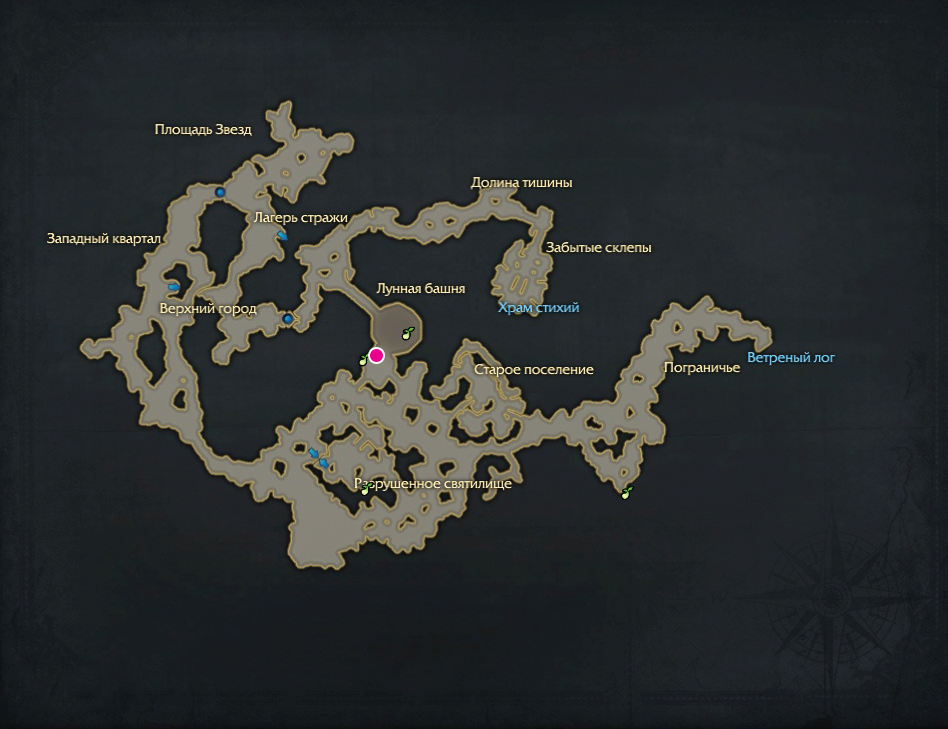 Площадь Звезд
Долина тишины
Лагерь стражи
Западный квартал
Забытые склепы
Лунная башня
Верхний город
Храм стихий
Ветреный лог
Старое поселение
Пограничье
Разрушенное святилище